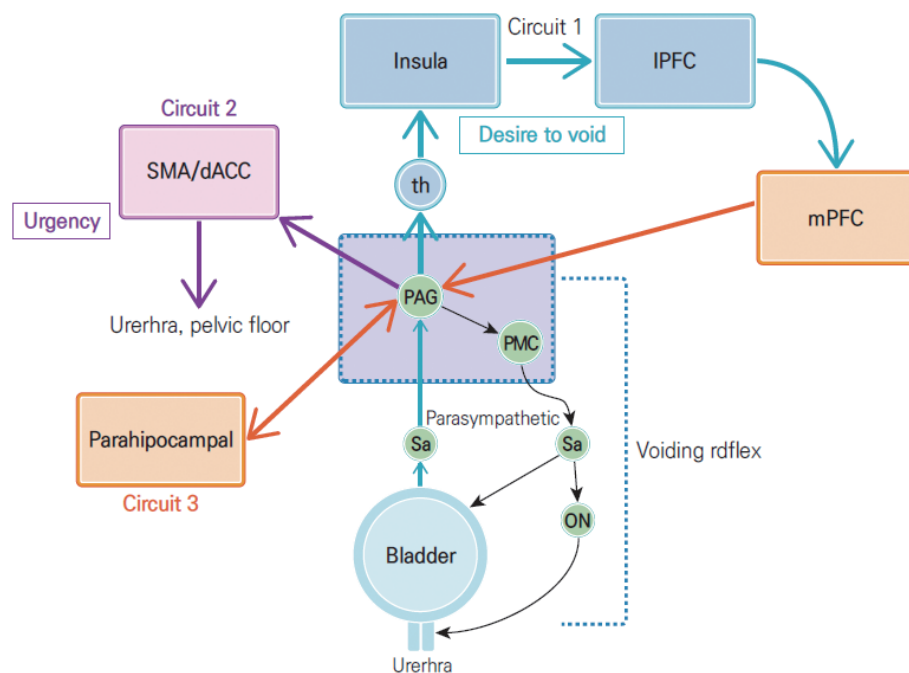 Circuit 1
Insula
lPFC
Circuit 2
Desire to void
SMA/dACC
th
Urgency
mPFC
PAG
Urerhra, pelvic floor
PMC
Parasympathetic
Parahipocampal
Sa
Sa
Voiding rdflex
Circuit 3
ON
Bladder
Urerhra